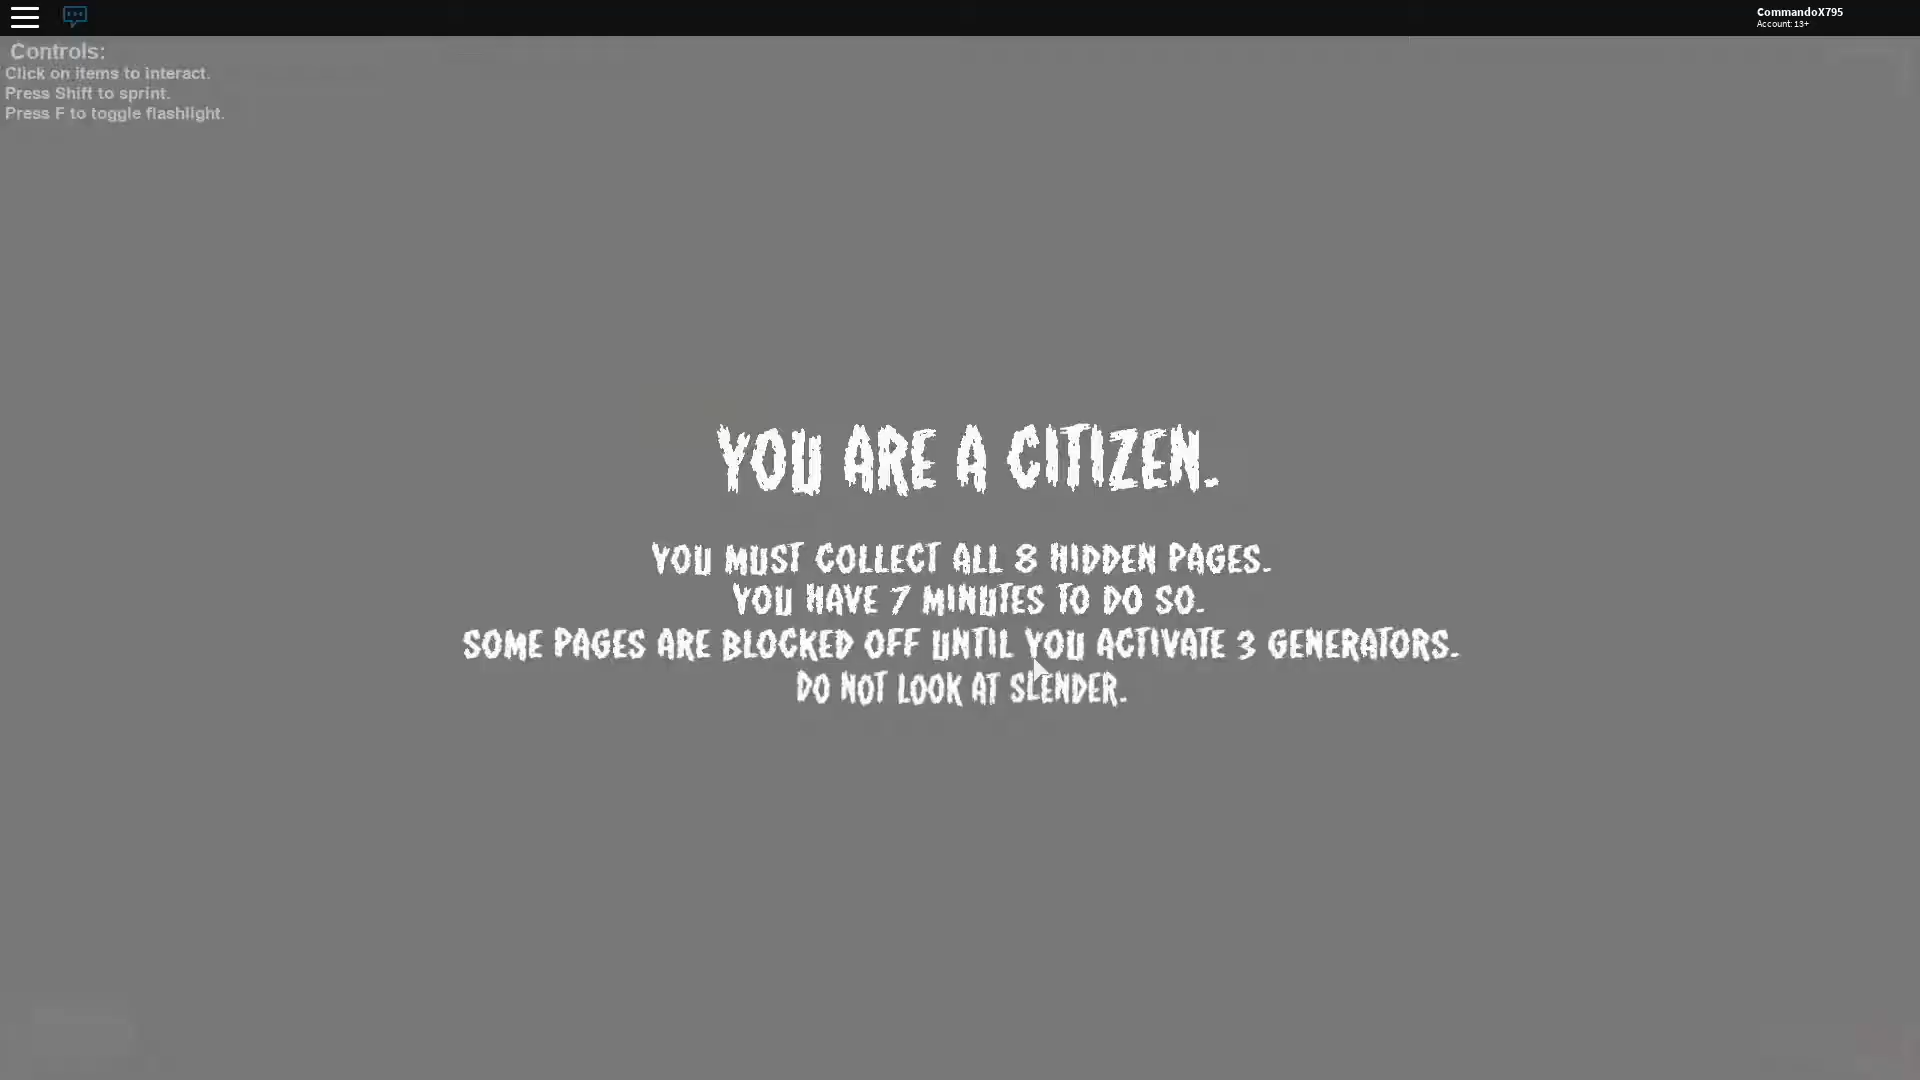 CommandoX795
Account: 13+
Controls:
Click on items to interact.
Press Shift to sprint.
Press F to toggle flashlight.
YOU ARE A CITIZEN.
YOU MUST COLLECT ALL 8 HIDDEN PAGES.
YOU HAVE 7 MINUTES TO DO SO.
SOME PAGES ARE BLOCKED OFF UNTIL YOU ACTIVATE 3 GENERATORS.
DO NOT LOOK AT SLENDER.